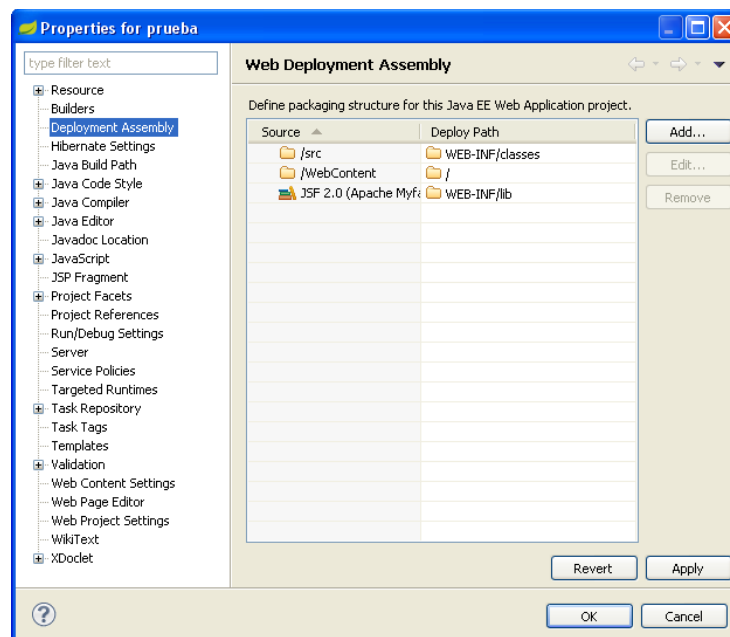 Properties for prueba
type filter text
Web Deployment Assembly
Resource
Builders
Deployment Assembly
Hibernate Settings
Java Build Path
Java Code Style
Java Compiler
Java Editor
Javadoc Location
JavaScript
JSP Fragment
Project Facets
Project References
Run/Debug Settings
Server
Service Policies
Targeted Runtimes
Task Repository
Task Tags
Templates
Validation
Web Content Settings
Web Page Editor
Web Project Settings
WikiText
XDoclet
Define packaging structure for this Java EE Web Application project.
Source Deploy Path
/src WEB-INF/classes
/WebContent /
JSF 2.0 (Apache Myfa WEB-INF/lib
Add...
Edit...
Remove
Revert Apply
? OK Cancel